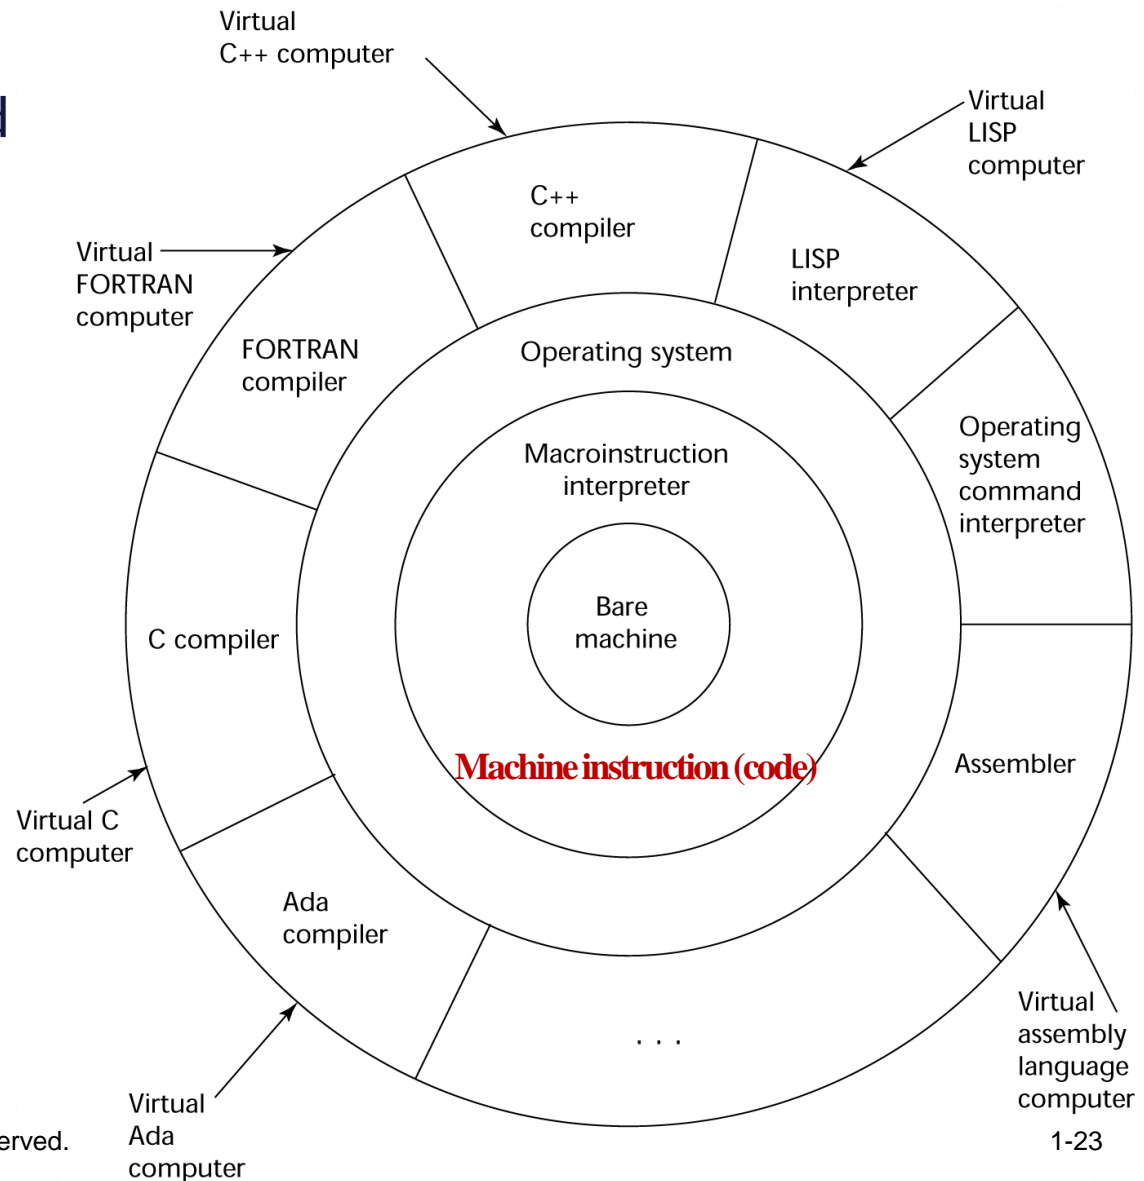 Virtual
C++ computer
Virtual
LISP
computer
C++
compiler
Virtual
FORTRAN
computer
LISP
interpreter
FORTRAN
compiler
Operating system
Operating
system
command
interpreter
Macroinstruction
interpreter
Bare
machine
C compiler
Machine instruction (code)
Assembler
Virtual C
computer
Ada
compiler
Virtual
assembly
language
computer
. . .
Virtual
Ada
computer
erved.
1-23